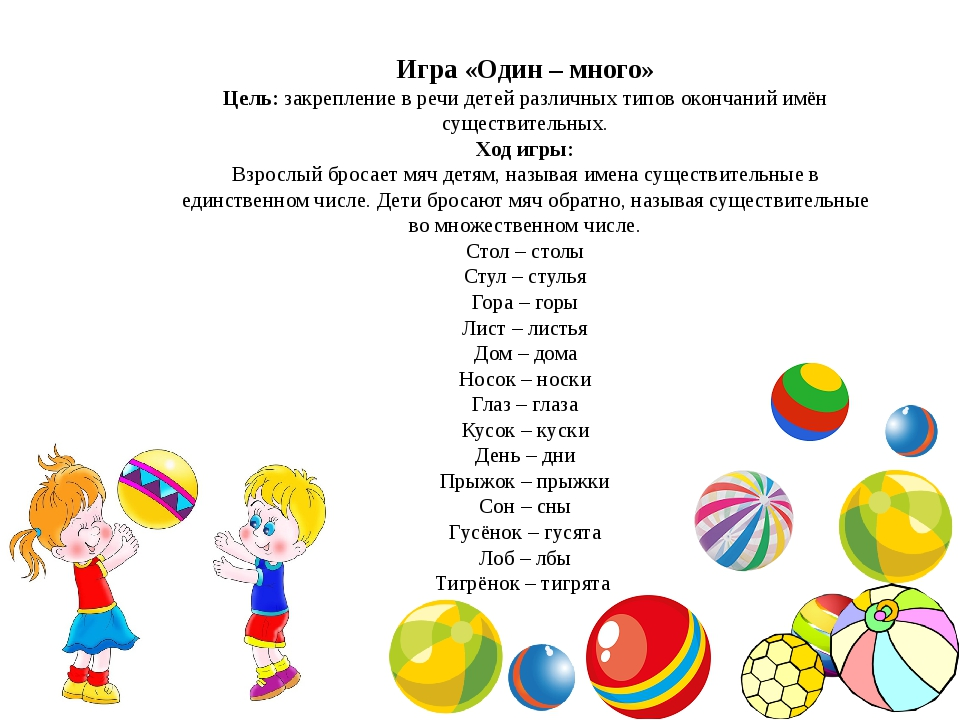 Игра «Один – много»
Цель: закрепление в речи детей различных типов окончаний имён
существительных.
Ход игры:
Взрослый бросает мяч детям, называя имена существительные в
единственном числе. Дети бросают мяч обратно, называя существительные
во множественном числе.
Стол – столы
Стул – стулья
Гора – горы
Лист – листья
Дом – дома
Носок – носки
Глаз – глаза
Кусок – куски
День – дни
Прыжок – прыжки
Сон – сны
Гусёнок – гусята
Лоб – лбы
Тигрёнок – тигрята